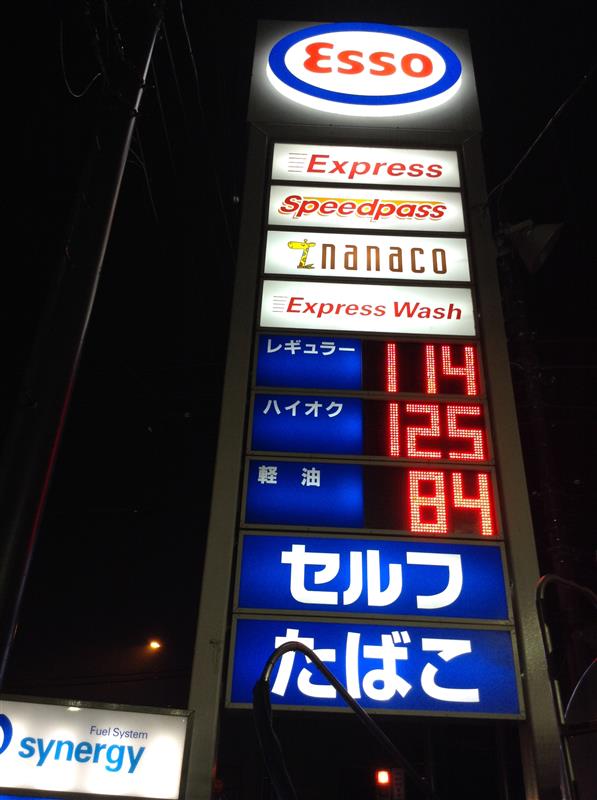 Esso
Express
Speedpass
nanaco
Express Wash
レギュラー 114
ハイオク 125
軽油 84
セルフ
たばこ
Fuel System
synergy